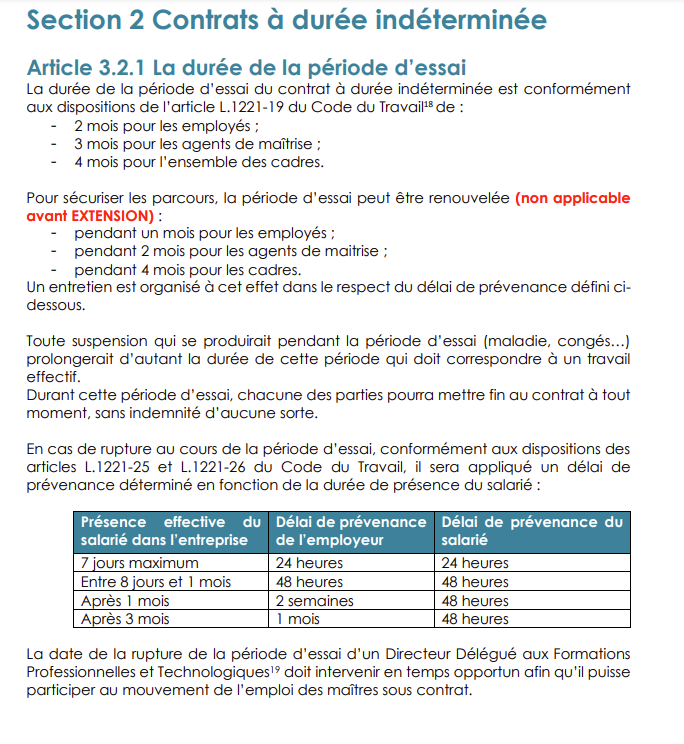 Section 2 Contrats à durée indéterminée
Article 3.2.1 La durée de la période d’essai
La durée de la période d’essai du contrat à durée indéterminée est conformément
aux dispositions de l’article L.1221-19 du Code du Travail¹⁸ de :
- 2 mois pour les employés ;
- 3 mois pour les agents de maîtrise ;
- 4 mois pour l’ensemble des cadres.
Pour sécuriser les parcours, la période d’essai peut être renouvelée (non applicable
avant EXTENSION) :
- pendant un mois pour les employés ;
- pendant 2 mois pour les agents de maitrise ;
- pendant 4 mois pour les cadres.
Un entretien est organisé à cet effet dans le respect du délai de prévenance défini ci-
dessous.
Toute suspension qui se produirait pendant la période d’essai (maladie, congés…)
prolongerait d’autant la durée de cette période qui doit correspondre à un travail
effectif.
Durant cette période d’essai, chacune des parties pourra mettre fin au contrat à tout
moment, sans indemnité d’aucune sorte.
En cas de rupture au cours de la période d’essai, conformément aux dispositions des
articles L.1221-25 et L.1221-26 du Code du Travail, il sera appliqué un délai de
prévenance déterminé en fonction de la durée de présence du salarié :
Présence effective du Délai de prévenance Délai de prévenance du
salarié dans l’entreprise de l’employeur salarié
7 jours maximum 24 heures 24 heures
Entre 8 jours et 1 mois 48 heures 48 heures
Après 1 mois 2 semaines 48 heures
Après 3 mois 1 mois 48 heures
La date de la rupture de la période d’essai d’un Directeur Délégué aux Formations
Professionnelles et Technologiques¹⁹ doit intervenir en temps opportun afin qu’il puisse
participer au mouvement de l’emploi des maîtres sous contrat.